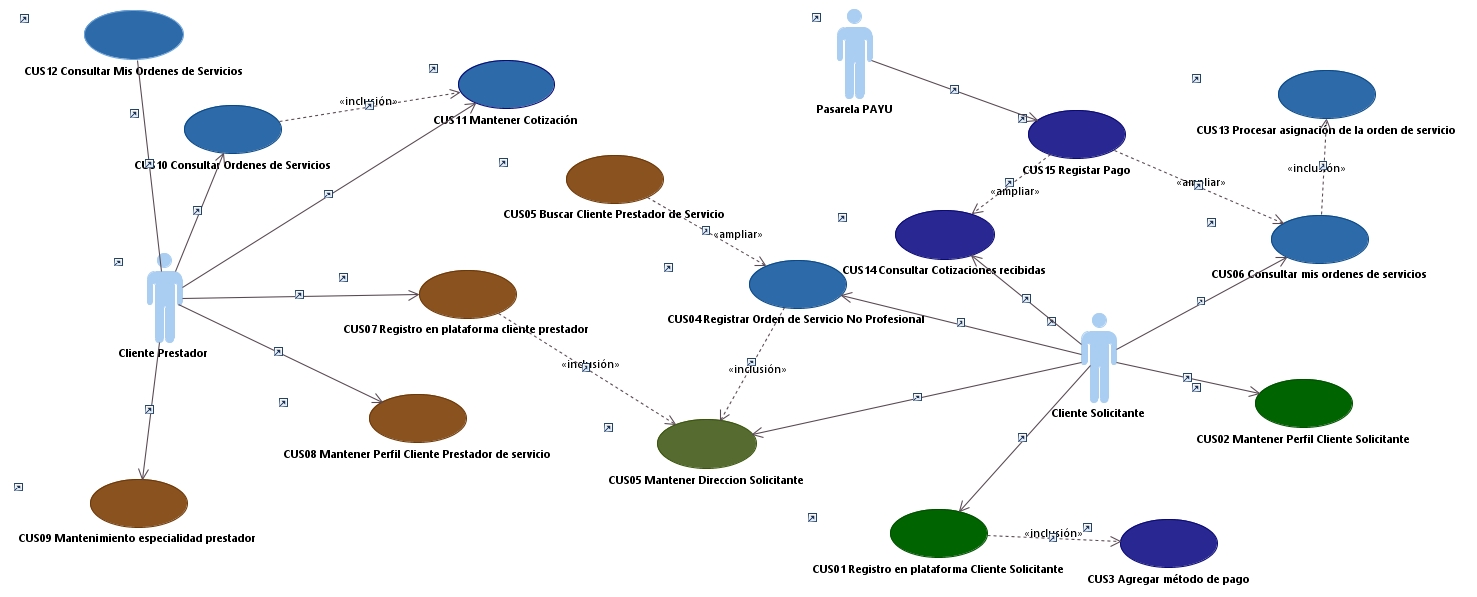 CUS12 Consultar Mis Ordenes de Servicios
«inclusión»
CUS11 Mantener Cotización
Pasarela PAYU
CUS13 Procesar asignación de la orden de servicio
CUS10 Consultar Ordenes de Servicios
CUS15 Registar Pago
«inclusión»
«ampliar»
«ampliar»
CUS05 Buscar Cliente Prestador de Servicio
«ampliar»
CUS14 Consultar Cotizaciones recibidas
CUS06 Consultar mis ordenes de servicios
CUS04 Registrar Orden de Servicio No Profesional
CUS07 Registro en plataforma cliente prestador
Cliente Prestador
«inclusión»
«inclusión»
Cliente Solicitante
CUS02 Mantener Perfil Cliente Solicitante
CUS08 Mantener Perfil Cliente Prestador de servicio
CUS05 Mantener Direccion Solicitante
CUS09 Mantenimiento especialidad prestador
«inclusión»
CUS01 Registro en plataforma Cliente Solicitante
CUS3 Agregar método de pago